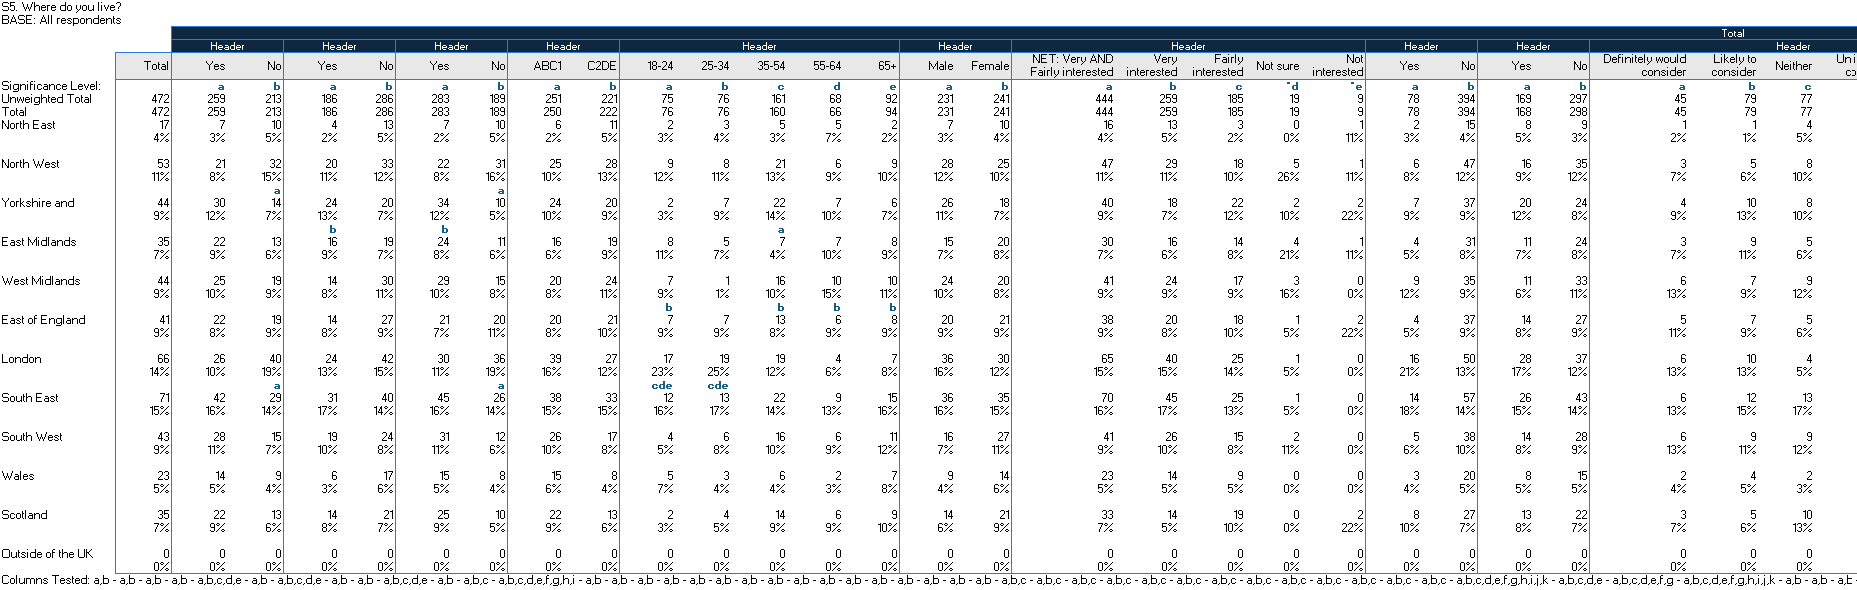 S5. Where do you live?
BASE: All respondents
Total
Header Header Header Header Header Header Header Header Header Header
Total Yes No Yes No Yes No ABC1 C2DE 18-24 25-34 35-54 55-64 65+ Male Female NET: Very AND Fairly interested Very interested Fairly interested Not sure Not interested Yes No Yes No Definitely would consider Likely to consider Neither
Significance Level: a b a b a b a b a b c d e a b a b c *d *e a b a b a b c
Unweighted Total 472 259 213 186 286 283 189 251 221 75 76 161 68 92 231 241 444 259 185 19 9 78 394 169 297 45 79 77
Total 472 259 213 186 286 283 189 250 222 76 76 160 66 94 231 241 444 259 185 19 9 78 394 168 298 45 79 77
North East 17 7 10 4 13 7 10 6 11 2 3 5 5 2 7 10 16 13 3 0 1 2 15 8 9 1 1 4
4% 3% 5% 2% 5% 2% 5% 2% 5% 3% 4% 3% 7% 2% 3% 4% 4% 5% 2% 0% 11% 3% 4% 5% 3% 2% 1% 5%
North West 53 21 32 20 33 22 31 25 28 9 8 21 6 9 28 25 47 29 18 5 1 6 47 16 35 3 5 8
11% 8% 15% 11% 12% 8% 16% 10% 13% 12% 11% 13% 9% 10% 12% 10% 11% 11% 10% 26% 11% 8% 12% 9% 12% 7% 6% 10%
a a
Yorkshire and 44 30 14 24 20 34 10 24 20 2 7 22 7 6 26 18 40 18 22 2 2 7 37 20 24 4 10 8
9% 12% 7% 13% 7% 12% 5% 10% 9% 3% 9% 14% 10% 7% 11% 7% 9% 7% 12% 10% 22% 9% 9% 12% 8% 9% 13% 10%
b b a
East Midlands 35 22 13 16 19 24 11 16 19 8 5 7 7 8 15 20 30 16 14 4 1 4 31 11 24 3 9 5
7% 9% 6% 9% 7% 8% 6% 6% 9% 11% 7% 4% 10% 9% 6% 8% 7% 6% 8% 21% 11% 5% 8% 7% 8% 7% 11% 6%
West Midlands 44 25 19 14 30 29 15 20 24 7 1 16 10 10 24 20 41 24 17 3 0 9 35 11 33 6 7 9
9% 10% 9% 8% 11% 10% 8% 8% 11% 9% 1% 10% 15% 11% 10% 8% 9% 9% 9% 16% 0% 12% 9% 6% 11% 13% 9% 12%
b b b b
East of England 41 22 19 14 27 21 20 20 21 7 7 13 6 8 20 21 38 20 18 1 2 4 37 14 27 5 7 5
9% 8% 9% 8% 9% 7% 11% 8% 10% 9% 9% 8% 9% 9% 9% 9% 9% 8% 10% 5% 22% 5% 9% 8% 9% 11% 9% 6%
London 66 26 40 24 42 30 36 39 27 17 19 19 4 7 36 30 65 40 25 1 0 16 50 28 37 6 10 4
14% 10% 19% 13% 15% 11% 19% 16% 12% 23% 25% 12% 6% 8% 16% 12% 15% 15% 14% 5% 0% 21% 13% 17% 12% 13% 13% 5%
a a cde cde
South East 71 42 29 31 40 45 26 38 33 12 13 22 9 15 36 35 70 45 25 1 0 14 57 26 43 6 12 13
15% 16% 14% 17% 14% 16% 14% 15% 15% 16% 17% 14% 13% 16% 16% 15% 16% 17% 13% 5% 0% 18% 14% 15% 14% 13% 15% 17%
South West 43 28 15 19 24 31 12 26 17 4 6 16 6 11 16 27 41 26 15 2 0 5 38 14 28 6 9 9
9% 11% 7% 10% 8% 11% 6% 10% 8% 5% 8% 10% 9% 12% 7% 11% 9% 10% 8% 11% 0% 6% 10% 8% 9% 13% 11% 12%
Wales 23 14 9 6 17 15 8 15 8 5 3 6 2 7 9 14 23 14 9 0 0 3 20 8 15 2 4 2
5% 5% 4% 3% 6% 5% 4% 6% 4% 7% 4% 4% 3% 8% 4% 6% 5% 5% 5% 0% 0% 4% 5% 5% 5% 4% 5% 3%
Scotland 35 22 13 14 21 25 10 22 13 2 4 14 6 9 14 21 33 14 19 0 2 8 27 13 22 3 5 10
7% 9% 6% 8% 7% 9% 5% 9% 6% 3% 5% 9% 9% 10% 6% 9% 7% 5% 10% 0% 22% 10% 7% 8% 7% 7% 6% 13%
Outside of the UK 0 0 0 0 0 0 0 0 0 0 0 0 0 0 0 0 0 0 0 0 0 0 0 0 0 0 0 0
0% 0% 0% 0% 0% 0% 0% 0% 0% 0% 0% 0% 0% 0% 0% 0% 0% 0% 0% 0% 0% 0% 0% 0% 0% 0% 0% 0%
Columns Tested: a,b - a,b - a,b - a,b - a,b,c,d,e - a,b - a,b,c,d,e - a,b - a,b